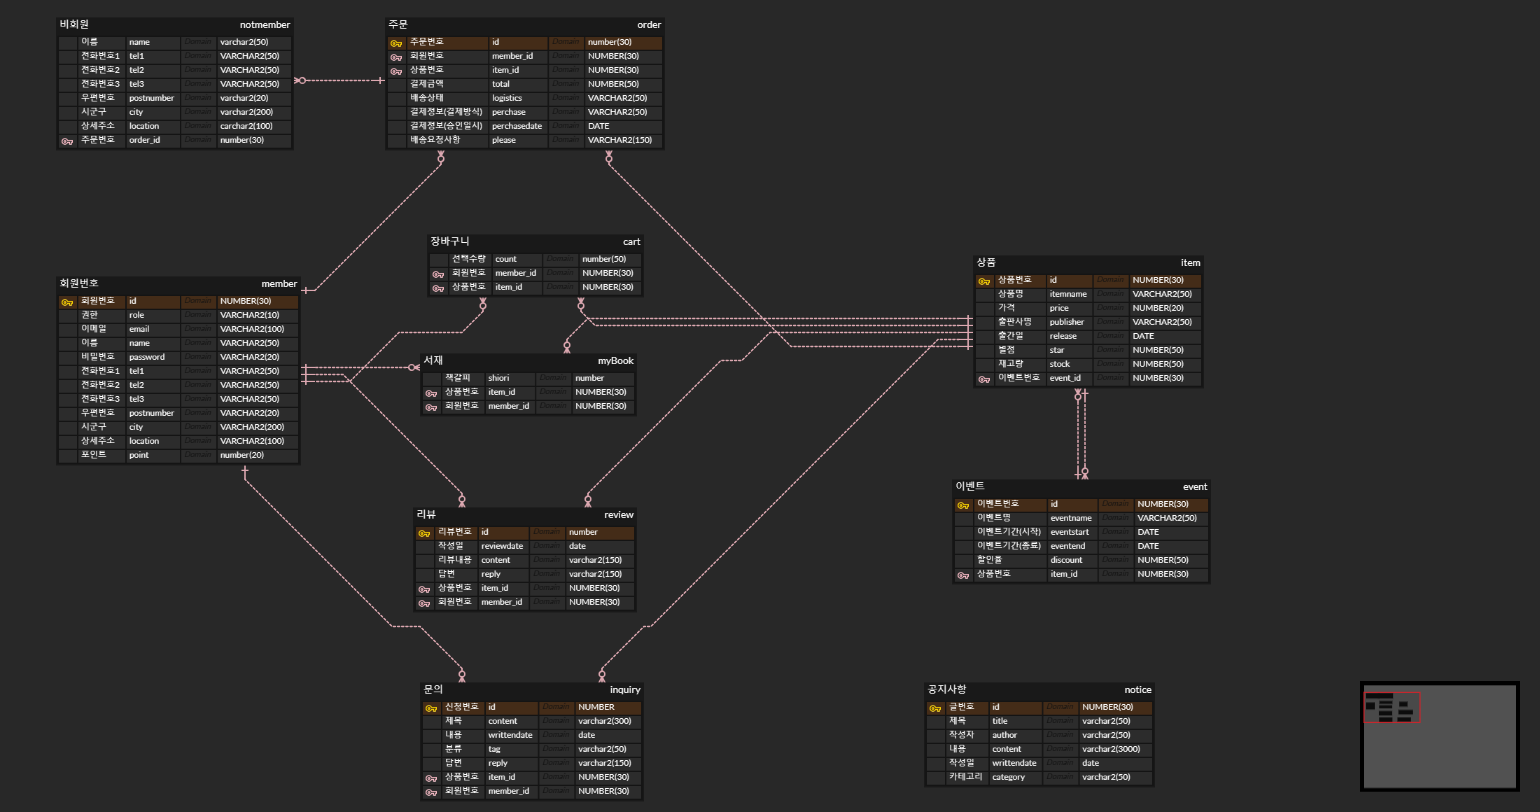 비회원 notmember
이름 name Domain varchar2(50)
전화번호1 tel1 Domain VARCHAR2(50)
전화번호2 tel2 Domain VARCHAR2(50)
전화번호3 tel3 Domain VARCHAR2(50)
우편번호 postnumber Domain varchar2(20)
시군구 city Domain varchar2(200)
상세주소 location Domain carchar2(100)
주문번호 order_id Domain number(30)
주문 order
주문번호 id Domain number(30)
회원번호 member_id Domain NUMBER(30)
상품번호 item_id Domain NUMBER(30)
결제금액 total Domain NUMBER(50)
배송상태 logistics Domain VARCHAR2(50)
결제정보(결제방식) perchase Domain VARCHAR2(50)
결제정보(승인일시) perchasedate Domain DATE
배송요청사항 please Domain VARCHAR2(150)
장바구니 cart
선택수량 count Domain number(50)
회원번호 member_id Domain NUMBER(30)
상품번호 item_id Domain NUMBER(30)
상품 item
상품번호 id Domain NUMBER(30)
상품명 itemname Domain VARCHAR2(50)
가격 price Domain NUMBER(20)
출판사명 publisher Domain VARCHAR2(50)
출간일 release Domain DATE
별점 star Domain NUMBER(50)
재고량 stock Domain NUMBER(50)
이벤트번호 event_id Domain NUMBER(30)
회원번호 member
회원번호 id Domain NUMBER(30)
권한 role Domain VARCHAR2(10)
이메일 email Domain VARCHAR2(100)
이름 name Domain VARCHAR2(50)
비밀번호 password Domain VARCHAR2(20)
전화번호1 tel1 Domain VARCHAR2(50)
전화번호2 tel2 Domain VARCHAR2(50)
전화번호3 tel3 Domain VARCHAR2(50)
우편번호 postnumber Domain VARCHAR2(20)
시군구 city Domain VARCHAR2(200)
상세주소 location Domain VARCHAR2(100)
포인트 point Domain number(20)
서재 myBook
책갈피 shiori Domain number
상품번호 item_id Domain NUMBER(30)
회원번호 member_id Domain NUMBER(30)
이벤트 event
이벤트번호 id Domain NUMBER(30)
이벤트명 eventname Domain VARCHAR2(50)
이벤트기간(시작) eventstart Domain DATE
이벤트기간(종료) eventend Domain DATE
할인률 discount Domain NUMBER(50)
상품번호 item_id Domain NUMBER(30)
리뷰 review
리뷰번호 id Domain number
작성일 reviewdate Domain date
리뷰내용 content Domain varchar2(150)
답변 reply Domain varchar2(150)
상품번호 item_id Domain NUMBER(30)
회원번호 member_id Domain NUMBER(30)
문의 inquiry
신청번호 id Domain NUMBER
제목 content Domain varchar2(300)
내용 writtendate Domain date
분류 tag Domain varchar2(50)
답변 reply Domain varchar2(150)
상품번호 item_id Domain NUMBER(30)
회원번호 member_id Domain NUMBER(30)
공지사항 notice
글번호 id Domain NUMBER(30)
제목 title Domain varchar2(50)
작성자 author Domain varchar2(50)
내용 content Domain varchar2(3000)
작성일 writtendate Domain date
카테고리 category Domain varchar2(50)